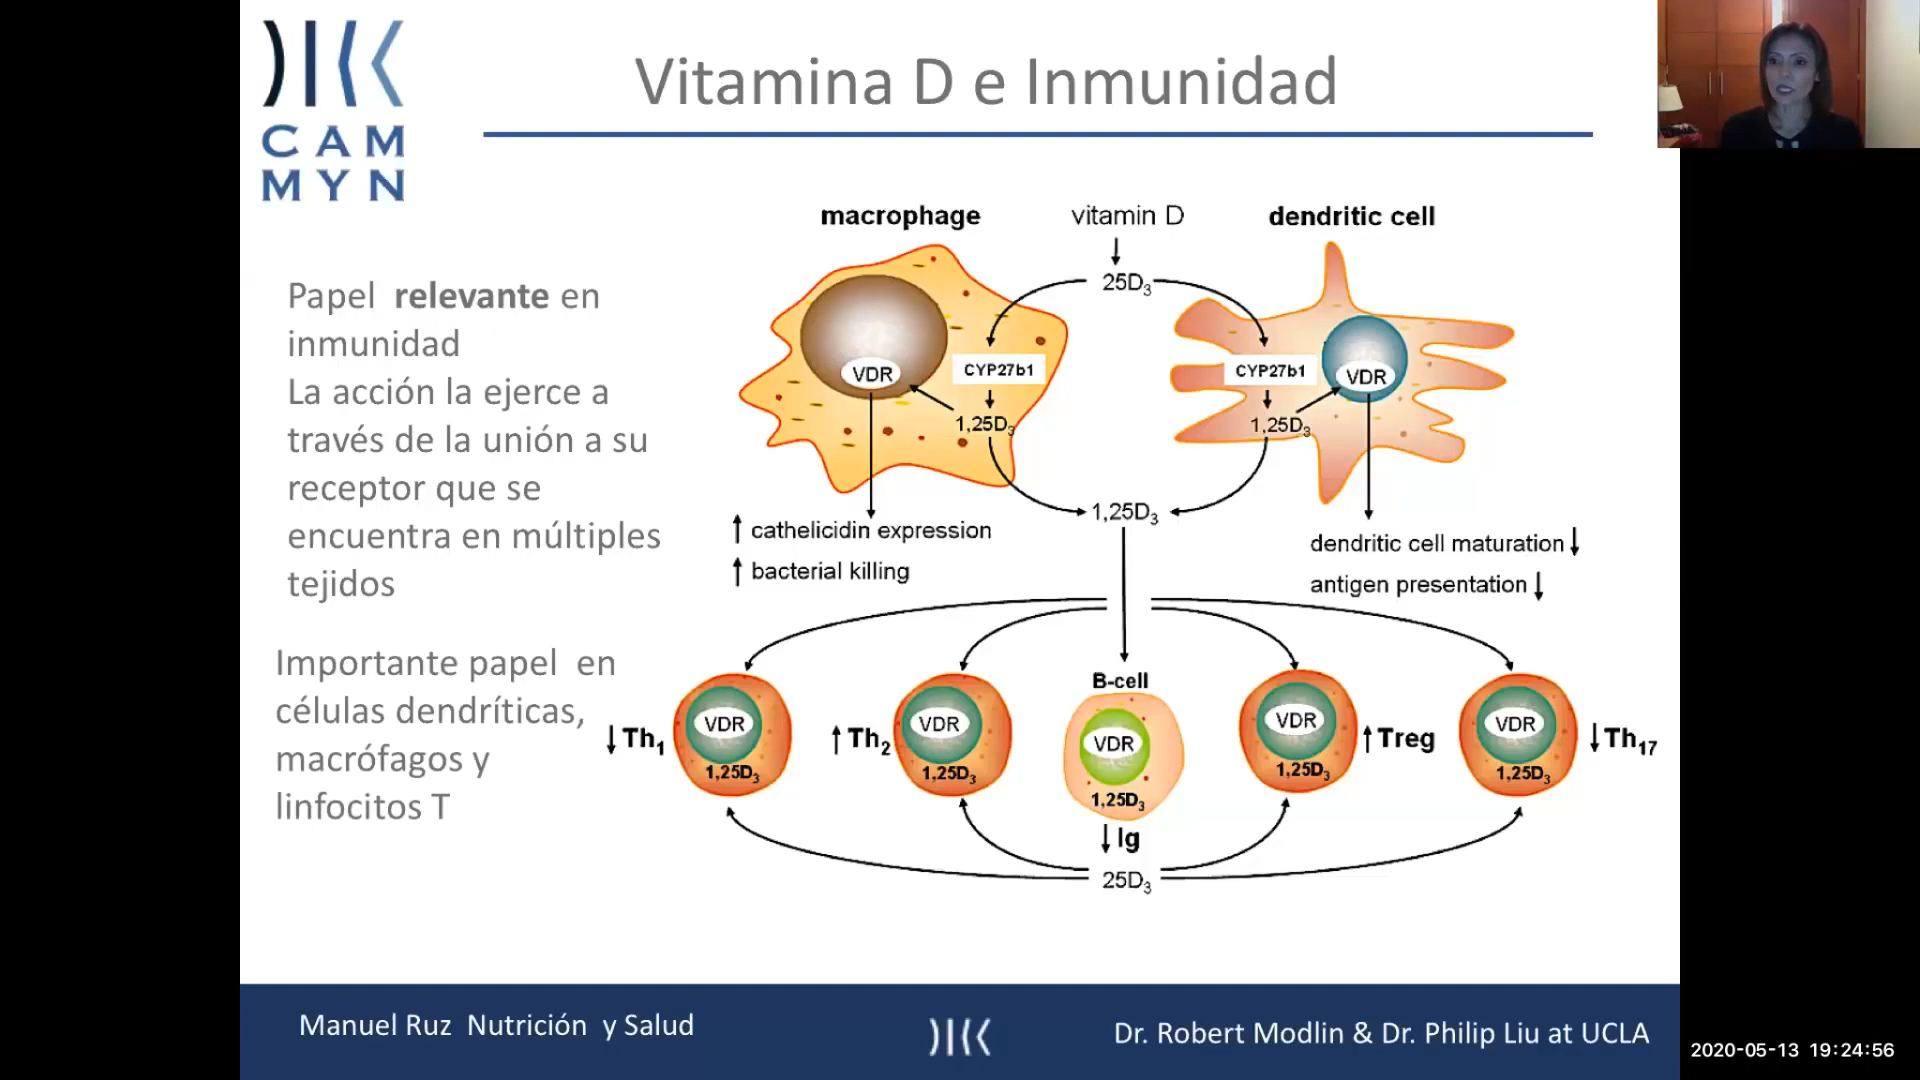 CAM
MYN
Vitamina D e Inmunidad
Papel relevante en
inmunidad
La acción la ejerce a
través de la unión a su
receptor que se
encuentra en múltiples
tejidos
Importante papel en
células dendríticas,
macrófagos y
linfocitos T
macrophage
vitamin D
dendritic cell
25D3
VDR
CYP27b1
1,25D3
CYP27b1
VDR
1,25D3
1,25D3
↑ cathelicidin expression
↑ bacterial killing
dendritic cell maturation ↓
antigen presentation ↓
↓ Th1
VDR
1,25D3
↑ Th2
VDR
1,25D3
B-cell
VDR
1,25D3
↓ Ig
VDR
1,25D3
↑ Treg
VDR
1,25D3
↓ Th17
25D3
Manuel Ruz Nutrición y Salud
Dr. Robert Modlin & Dr. Philip Liu at UCLA
2020-05-13 19:24:56